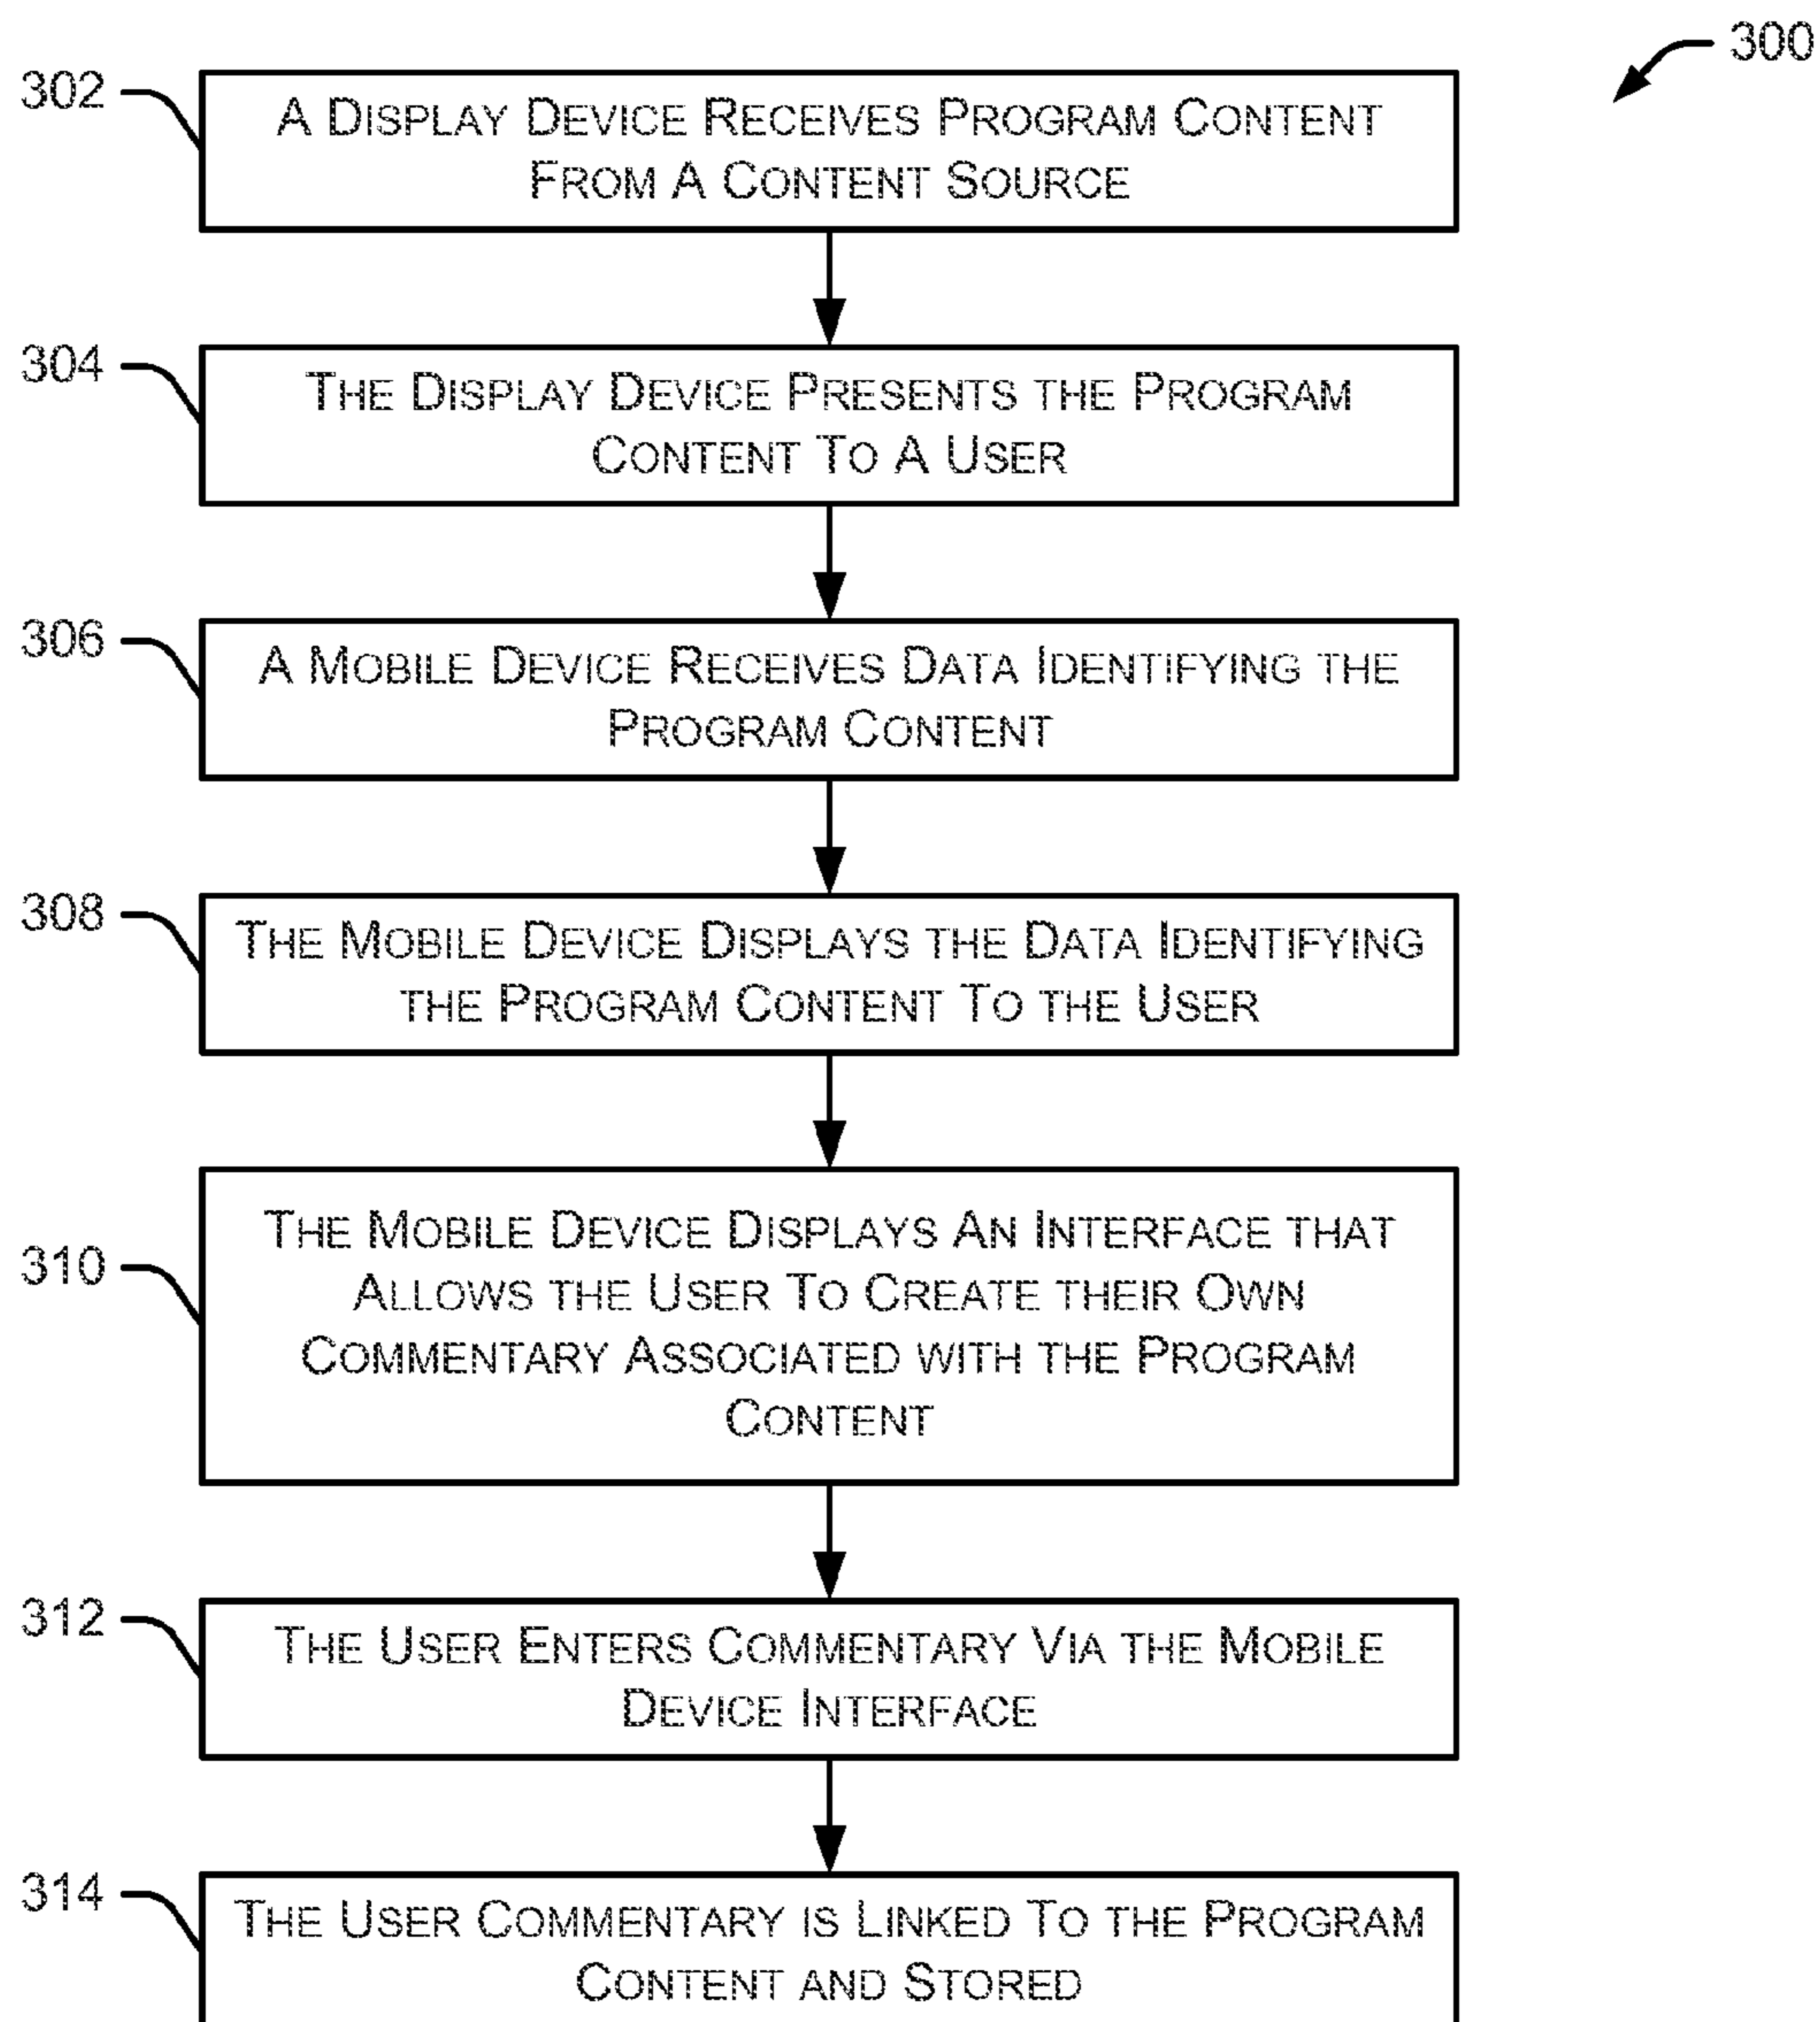 300
302
A DISPLAY DEVICE RECEIVES PROGRAM CONTENT
FROM A CONTENT SOURCE
304
THE DISPLAY DEVICE PRESENTS THE PROGRAM
CONTENT TO A USER
306
A MOBILE DEVICE RECEIVES DATA IDENTIFYING THE
PROGRAM CONTENT
308
THE MOBILE DEVICE DISPLAYS THE DATA IDENTIFYING
THE PROGRAM CONTENT TO THE USER
310
THE MOBILE DEVICE DISPLAYS AN INTERFACE THAT
ALLOWS THE USER TO CREATE THEIR OWN
COMMENTARY ASSOCIATED WITH THE PROGRAM
CONTENT
312
THE USER ENTERS COMMENTARY VIA THE MOBILE
DEVICE INTERFACE
314
THE USER COMMENTARY IS LINKED TO THE PROGRAM
CONTENT AND STORED